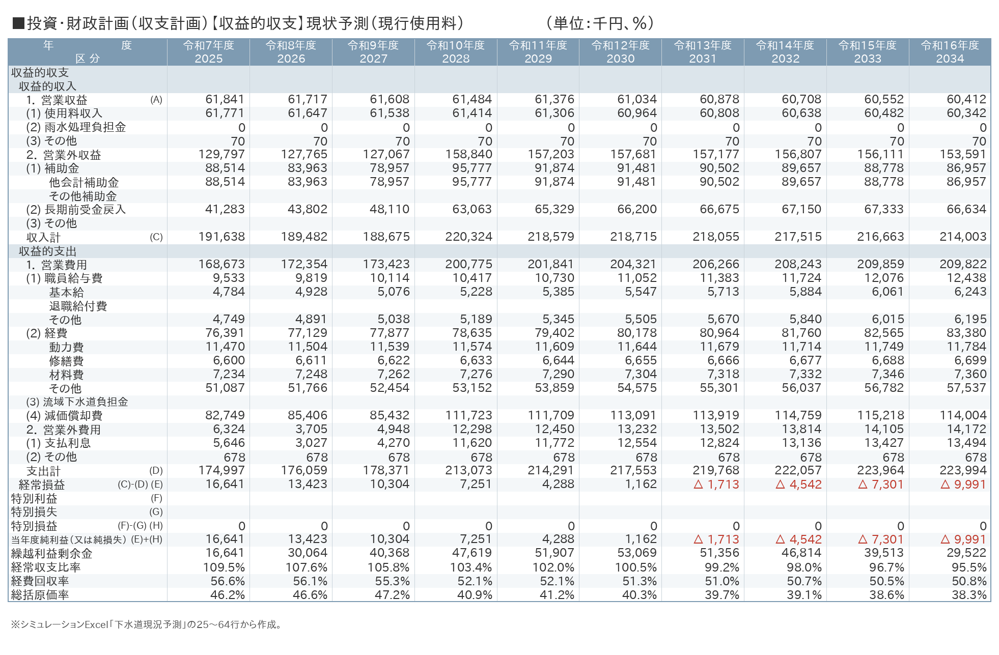 ■投資・財政計画（収支計画）【収益的収支】現状予測（現行使用料） （単位：千円、％）
年 度 令和7年度 令和8年度 令和9年度 令和10年度 令和11年度 令和12年度 令和13年度 令和14年度 令和15年度 令和16年度
区 分 2025 2026 2027 2028 2029 2030 2031 2032 2033 2034
収益的収支
収益的収入
1．営業収益 (A) 61,841 61,717 61,608 61,484 61,376 61,034 60,878 60,708 60,552 60,412
(1) 使用料収入 61,771 61,647 61,538 61,414 61,306 60,964 60,808 60,638 60,482 60,342
(2) 雨水処理負担金 0 0 0 0 0 0 0 0 0 0
(3) その他 70 70 70 70 70 70 70 70 70 70
2．営業外収益 129,797 127,765 127,067 158,840 157,203 157,681 157,177 156,807 156,111 153,591
(1) 補助金 88,514 83,963 78,957 95,777 91,874 91,481 90,502 89,657 88,778 86,957
他会計補助金 88,514 83,963 78,957 95,777 91,874 91,481 90,502 89,657 88,778 86,957
その他補助金
(2) 長期前受金戻入 41,283 43,802 48,110 63,063 65,329 66,200 66,675 67,150 67,333 66,634
(3) その他
収入計 (C) 191,638 189,482 188,675 220,324 218,579 218,715 218,055 217,515 216,663 214,003
収益的支出
1．営業費用 168,673 172,354 173,423 200,775 201,841 204,321 206,266 208,243 209,859 209,822
(1) 職員給与費 9,533 9,819 10,114 10,417 10,730 11,052 11,383 11,724 12,076 12,438
基本給 4,784 4,928 5,076 5,228 5,385 5,547 5,713 5,884 6,061 6,243
退職給付費
その他 4,749 4,891 5,038 5,189 5,345 5,505 5,670 5,840 6,015 6,195
(2) 経費 76,391 77,129 77,877 78,635 79,402 80,178 80,964 81,760 82,565 83,380
動力費 11,470 11,504 11,539 11,574 11,609 11,644 11,679 11,714 11,749 11,784
修繕費 6,600 6,611 6,622 6,633 6,644 6,655 6,666 6,677 6,688 6,699
材料費 7,234 7,248 7,262 7,276 7,290 7,304 7,318 7,332 7,346 7,360
その他 51,087 51,766 52,454 53,152 53,859 54,575 55,301 56,037 56,782 57,537
(3) 流域下水道負担金
(4) 減価償却費 82,749 85,406 85,432 111,723 111,709 113,091 113,919 114,759 115,218 114,004
2．営業外費用 6,324 3,705 4,948 12,298 12,450 13,232 13,502 13,814 14,105 14,172
(1) 支払利息 5,646 3,027 4,270 11,620 11,772 12,554 12,824 13,136 13,427 13,494
(2) その他 678 678 678 678 678 678 678 678 678 678
支出計 (D) 174,997 176,059 178,371 213,073 214,291 217,553 219,768 222,057 223,964 223,994
経常損益 (C)-(D) (E) 16,641 13,423 10,304 7,251 4,288 1,162 △ 1,713 △ 4,542 △ 7,301 △ 9,991
特別利益 (F)
特別損失 (G)
特別損益 (F)-(G) (H) 0 0 0 0 0 0 0 0 0 0
当年度純利益（又は純損失） (E)+(H) 16,641 13,423 10,304 7,251 4,288 1,162 △ 1,713 △ 4,542 △ 7,301 △ 9,991
繰越利益剰余金 16,641 30,064 40,368 47,619 51,907 53,069 51,356 46,814 39,513 29,522
経常収支比率 109.5% 107.6% 105.8% 103.4% 102.0% 100.5% 99.2% 98.0% 96.7% 95.5%
経費回収率 56.6% 56.1% 55.3% 52.1% 52.1% 51.3% 51.0% 50.7% 50.5% 50.8%
総括原価率 46.2% 46.6% 47.2% 40.9% 41.2% 40.3% 39.7% 39.1% 38.6% 38.3%
※シミュレーションExcel「下水道現況予測」の25～64行から作成。